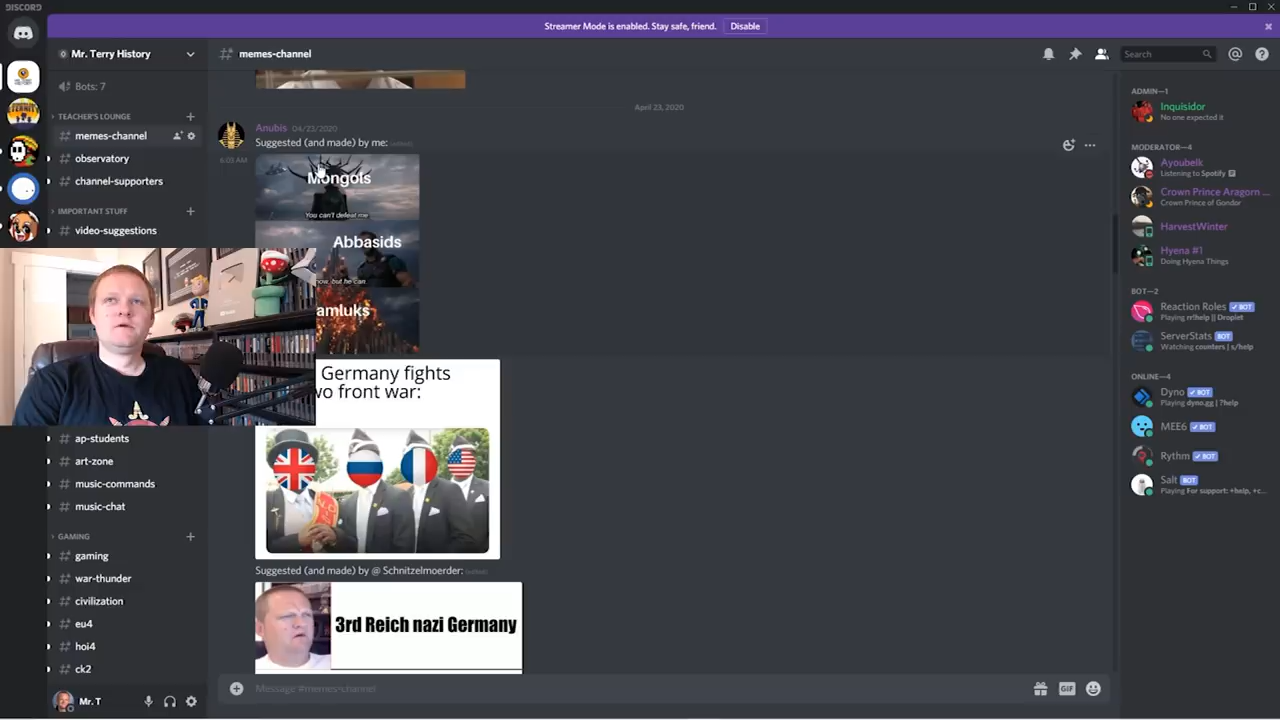 DISCORD
Streamer Mode is enabled. Stay safe, friend.
Disable
Mr. Terry History
# memes-channel
Search
Bots: 7
TEACHER'S LOUNGE
memes-channel
observatory
channel-supporters
IMPORTANT STUFF
video-suggestions
ap-students
art-zone
music-commands
music-chat
GAMING
gaming
war-thunder
civilization
eu4
hoi4
ck2
Mr. T
April 23, 2020
Anubis 04/23/2020
Suggested (and made) by me: (edited)
6:03 AM
Mongols
You can't defeat me
Abbasids
now, but he can
amluks
Germany fights
wo front war:
Suggested (and made) by @ Schnitzelmoerder: (edited)
3rd Reich nazi Germany
Message #memes-channel
GIF
ADMIN—1
Inquisidor
No one expected it
MODERATOR—4
Ayoubelk
Listening to Spotify
Crown Prince Aragorn ...
Crown Prince of Gondor
HarvestWinter
Hyena #1
Doing Hyena Things
BOT—2
Reaction Roles BOT
Playing rr!help || Droplet
ServerStats BOT
Watching counters | s/help
ONLINE—4
Dyno BOT
Playing dyno.gg | ?help
MEE6 BOT
Rythm BOT
Salt BOT
Playing For support: +help, +c...